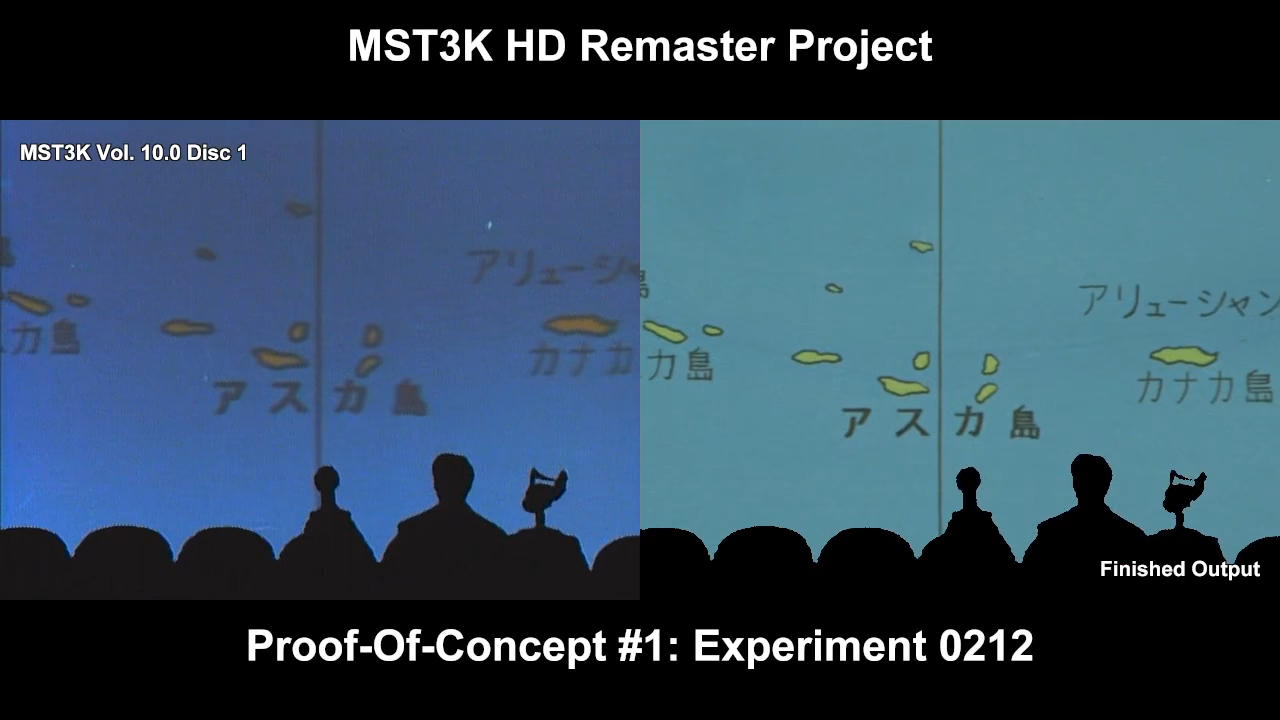 MST3K HD Remaster Project
MST3K Vol. 10.0 Disc 1
アリューシャ
カ島
カナカ
アスカ島
島
アリューシャン
カ島
カナカ島
アスカ島
Finished Output
Proof-Of-Concept #1: Experiment 0212